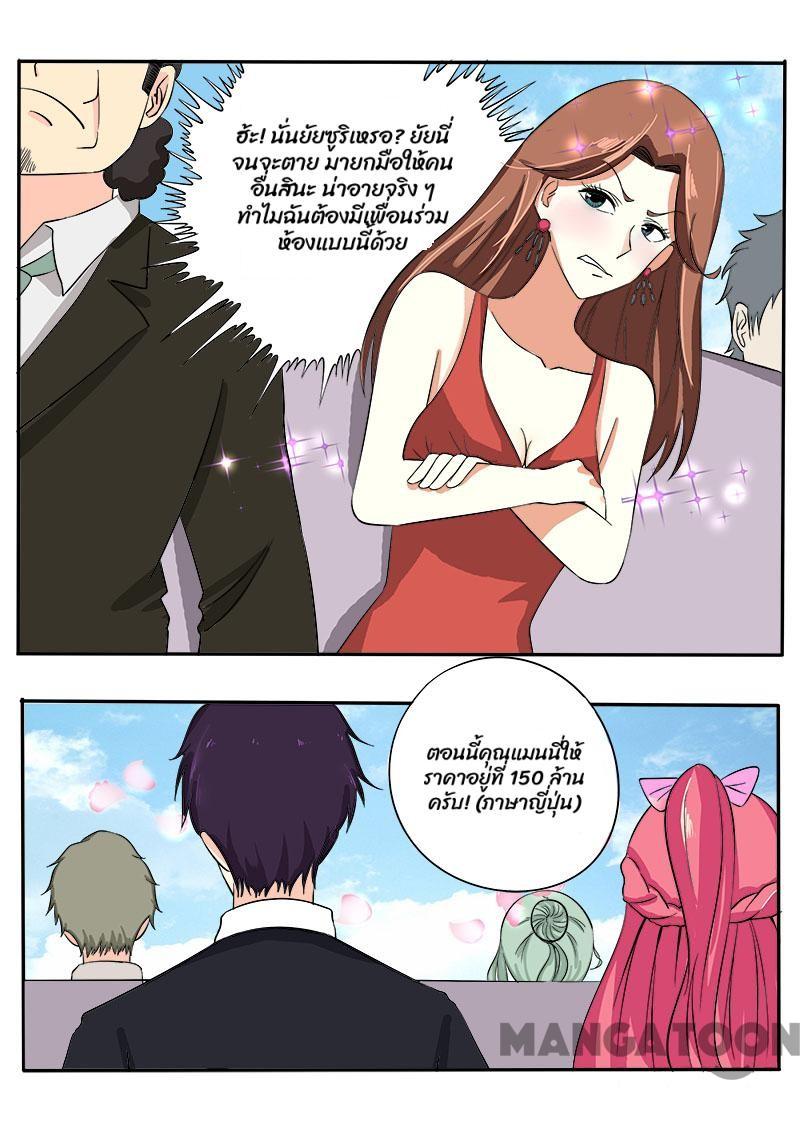 ฮ้ะ! นั่นยัยซูริเหรอ? ยัยนี่
จนจะตาย มายกมือให้คน
อื่นสินะ น่าอายจริง ๆ
ทำไมฉันต้องมีเพื่อนร่วม
ห้องแบบนี้ด้วย
ตอนนี้คุณแมนนี่ให้
ราคาอยู่ที่ 150 ล้าน
ครับ! (ภาษาญี่ปุ่น)
MANGATOON